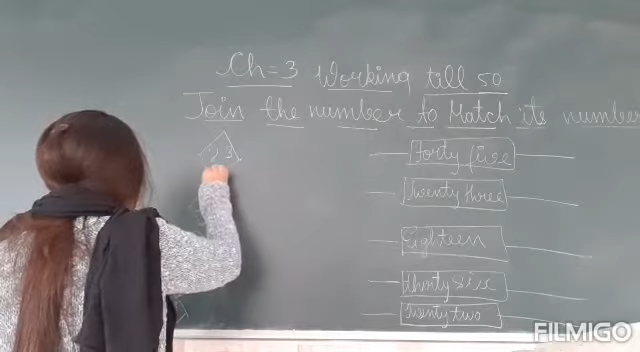 Ch=3 Working till 50
Join the number to Match its number
23
Forty five
Twenty three
Eighteen
Thirty six
Twenty two
FILMIGO